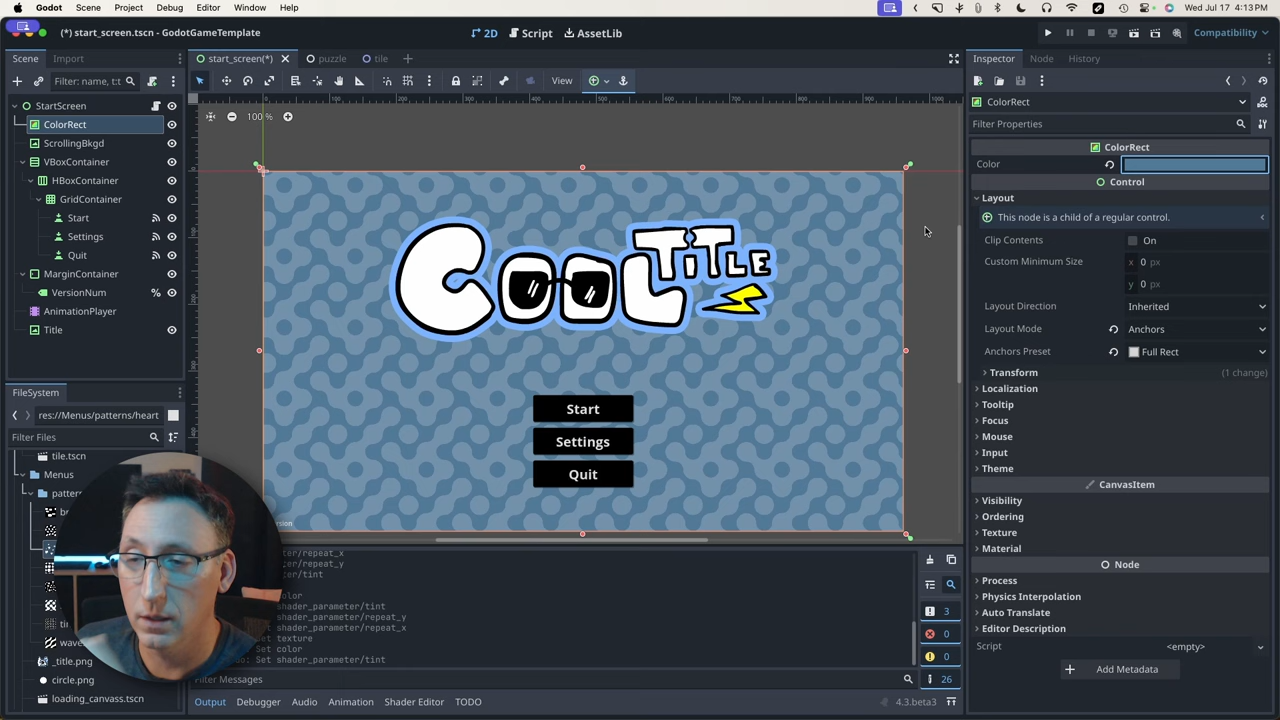 Godot Scene Project Debug Editor Window Help
Wed Jul 17 4:13 PM
(*) start_screen.tscn - GodotGameTemplate
2D Script AssetLib
Compatibility
Scene Import
start_screen(*) puzzle tile
Inspector Node History
Filter: name, t:t
View
StartScreen
ColorRect
ScrollingBkgd
VBoxContainer
HBoxContainer
GridContainer
Start
Settings
Quit
MarginContainer
VersionNum
AnimationPlayer
Title
100 %
COOL TiTLE
Start
Settings
Quit
FileSystem
res://Menus/patterns/heart
Filter Files
tile.tscn
Menus
_title.png
circle.png
loading_canvass.tscn
shader_parameter/tint
shader_parameter/repeat_y
shader_parameter/repeat_x
Set texture
Set color
Set shader_parameter/tint
Filter Messages
3
0
0
26
Output Debugger Audio Animation Shader Editor TODO
4.3.beta3
ColorRect
Filter Properties
ColorRect
Color
Control
Layout
This node is a child of a regular control.
Clip Contents On
Custom Minimum Size x 0 px
y 0 px
Layout Direction Inherited
Layout Mode Anchors
Anchors Preset Full Rect
Transform (1 change)
Localization
Tooltip
Focus
Mouse
Input
Theme
CanvasItem
Visibility
Ordering
Texture
Material
Node
Process
Physics Interpolation
Auto Translate
Editor Description
Script <empty>
Add Metadata